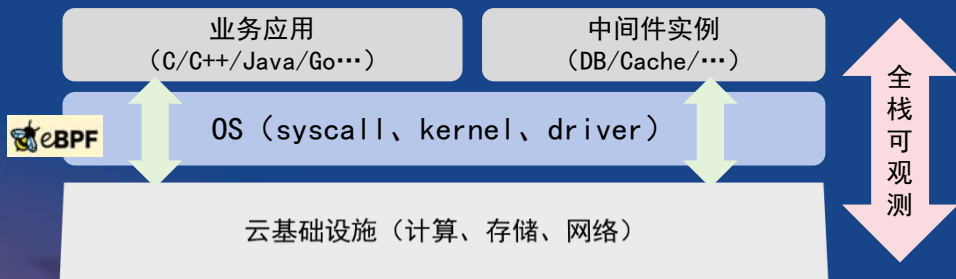 业务应用
（C/C++/Java/Go…）
中间件实例
（DB/Cache/…）
eBPF
OS（syscall、kernel、driver）
云基础设施（计算、存储、网络）
全
栈
可
观
测